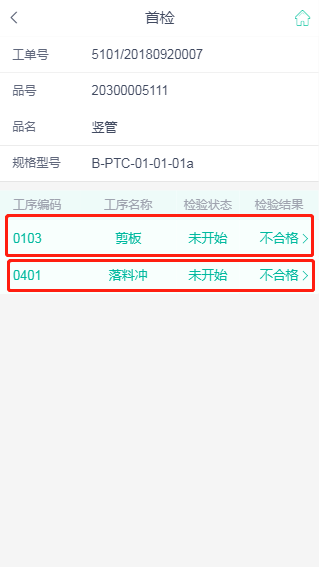 首检
工单号 5101/20180920007
品号 20300005111
品名 竖管
规格型号 B-PTC-01-01-01a
工序编码 工序名称 检验状态 检验结果
0103 剪板 未开始 不合格
0401 落料冲 未开始 不合格